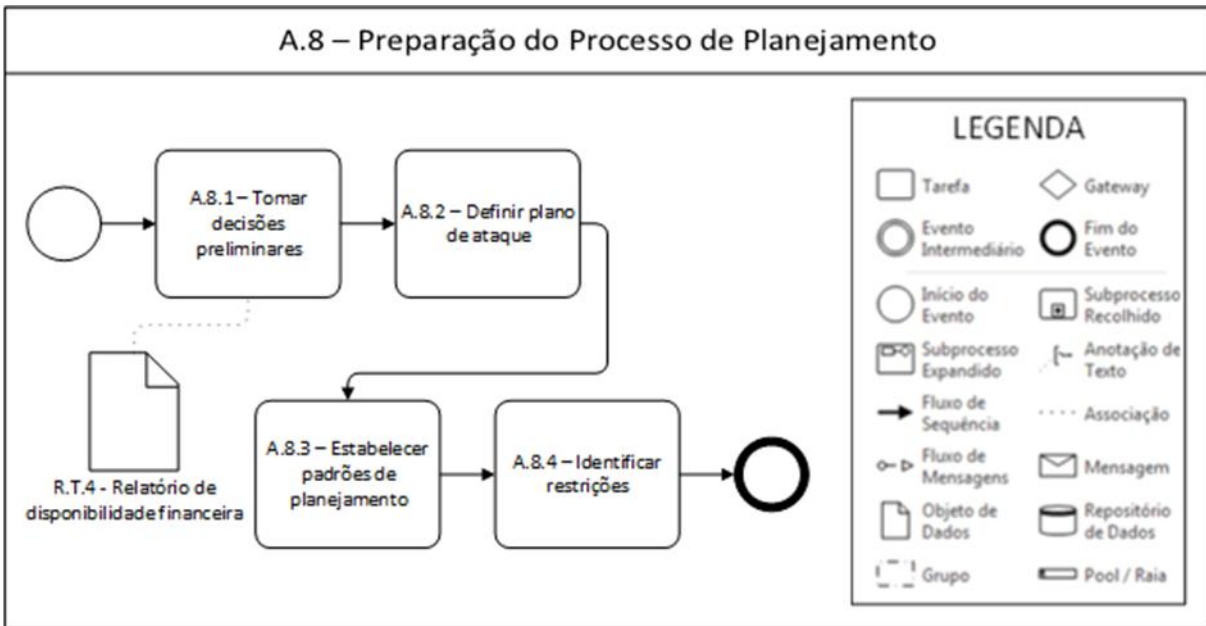 A.8 – Preparação do Processo de Planejamento
A.8.1 – Tomar
decisões
preliminares
A.8.2 – Definir plano
de ataque
R.T.4 - Relatório de
disponibilidade financeira
A.8.3 – Estabelecer
padrões de
planejamento
A.8.4 – Identificar
restrições
LEGENDA
Tarefa
Gateway
Evento
Intermediário
Fim do
Evento
Início do
Evento
Subprocesso
Recolhido
Subprocesso
Expandido
Anotação de
Texto
Fluxo de
Sequência
Associação
Fluxo de
Mensagens
Mensagem
Objeto de
Dados
Repositório
de Dados
Grupo
Pool / Raia